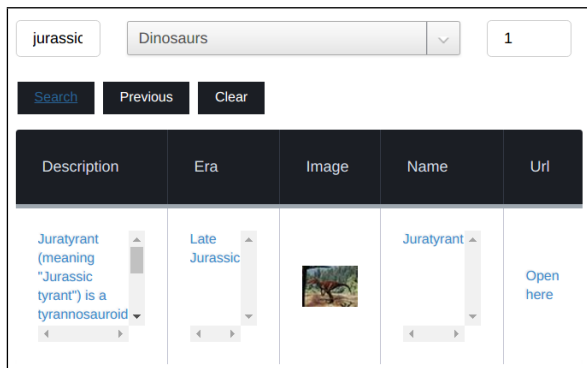 jurassic Dinosaurs 1
Search Previous Clear
Description Era Image Name Url
Juratyrant
(meaning
"Jurassic
tyrant") is a
tyrannosauroid
Late
Jurassic
Juratyrant
Open
here